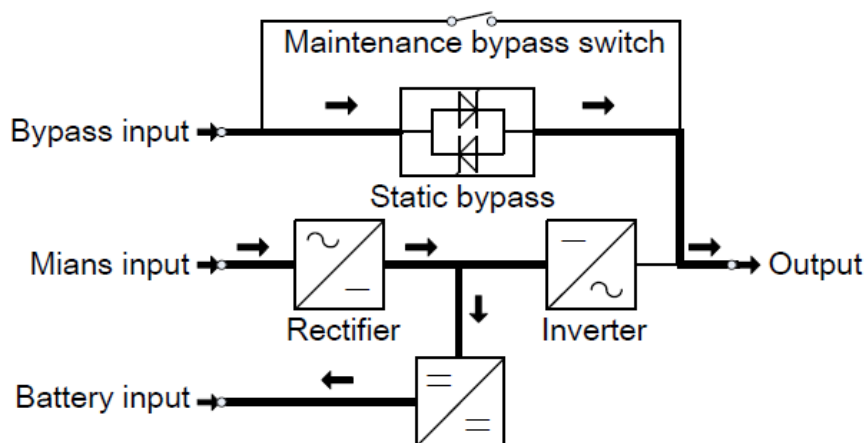 Maintenance bypass switch
Bypass input
Static bypass
Mians input
Output
Rectifier
Inverter
Battery input